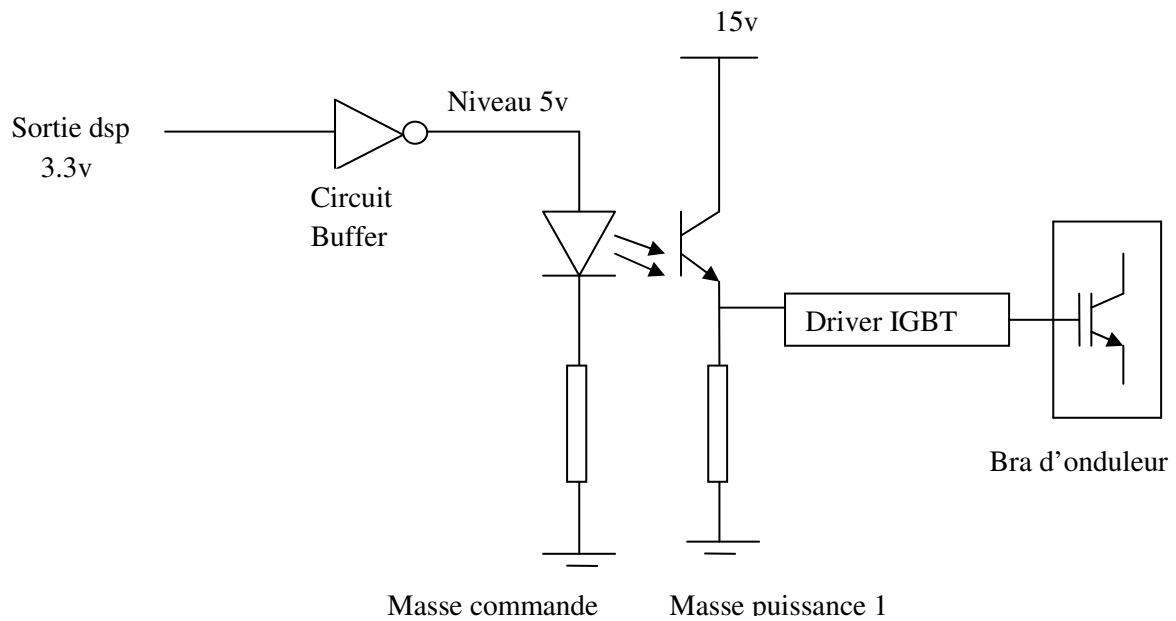 15v
Niveau 5v
Sortie dsp
3.3v
Circuit
Buffer
Driver IGBT
Bra d’onduleur
Masse commande
Masse puissance 1